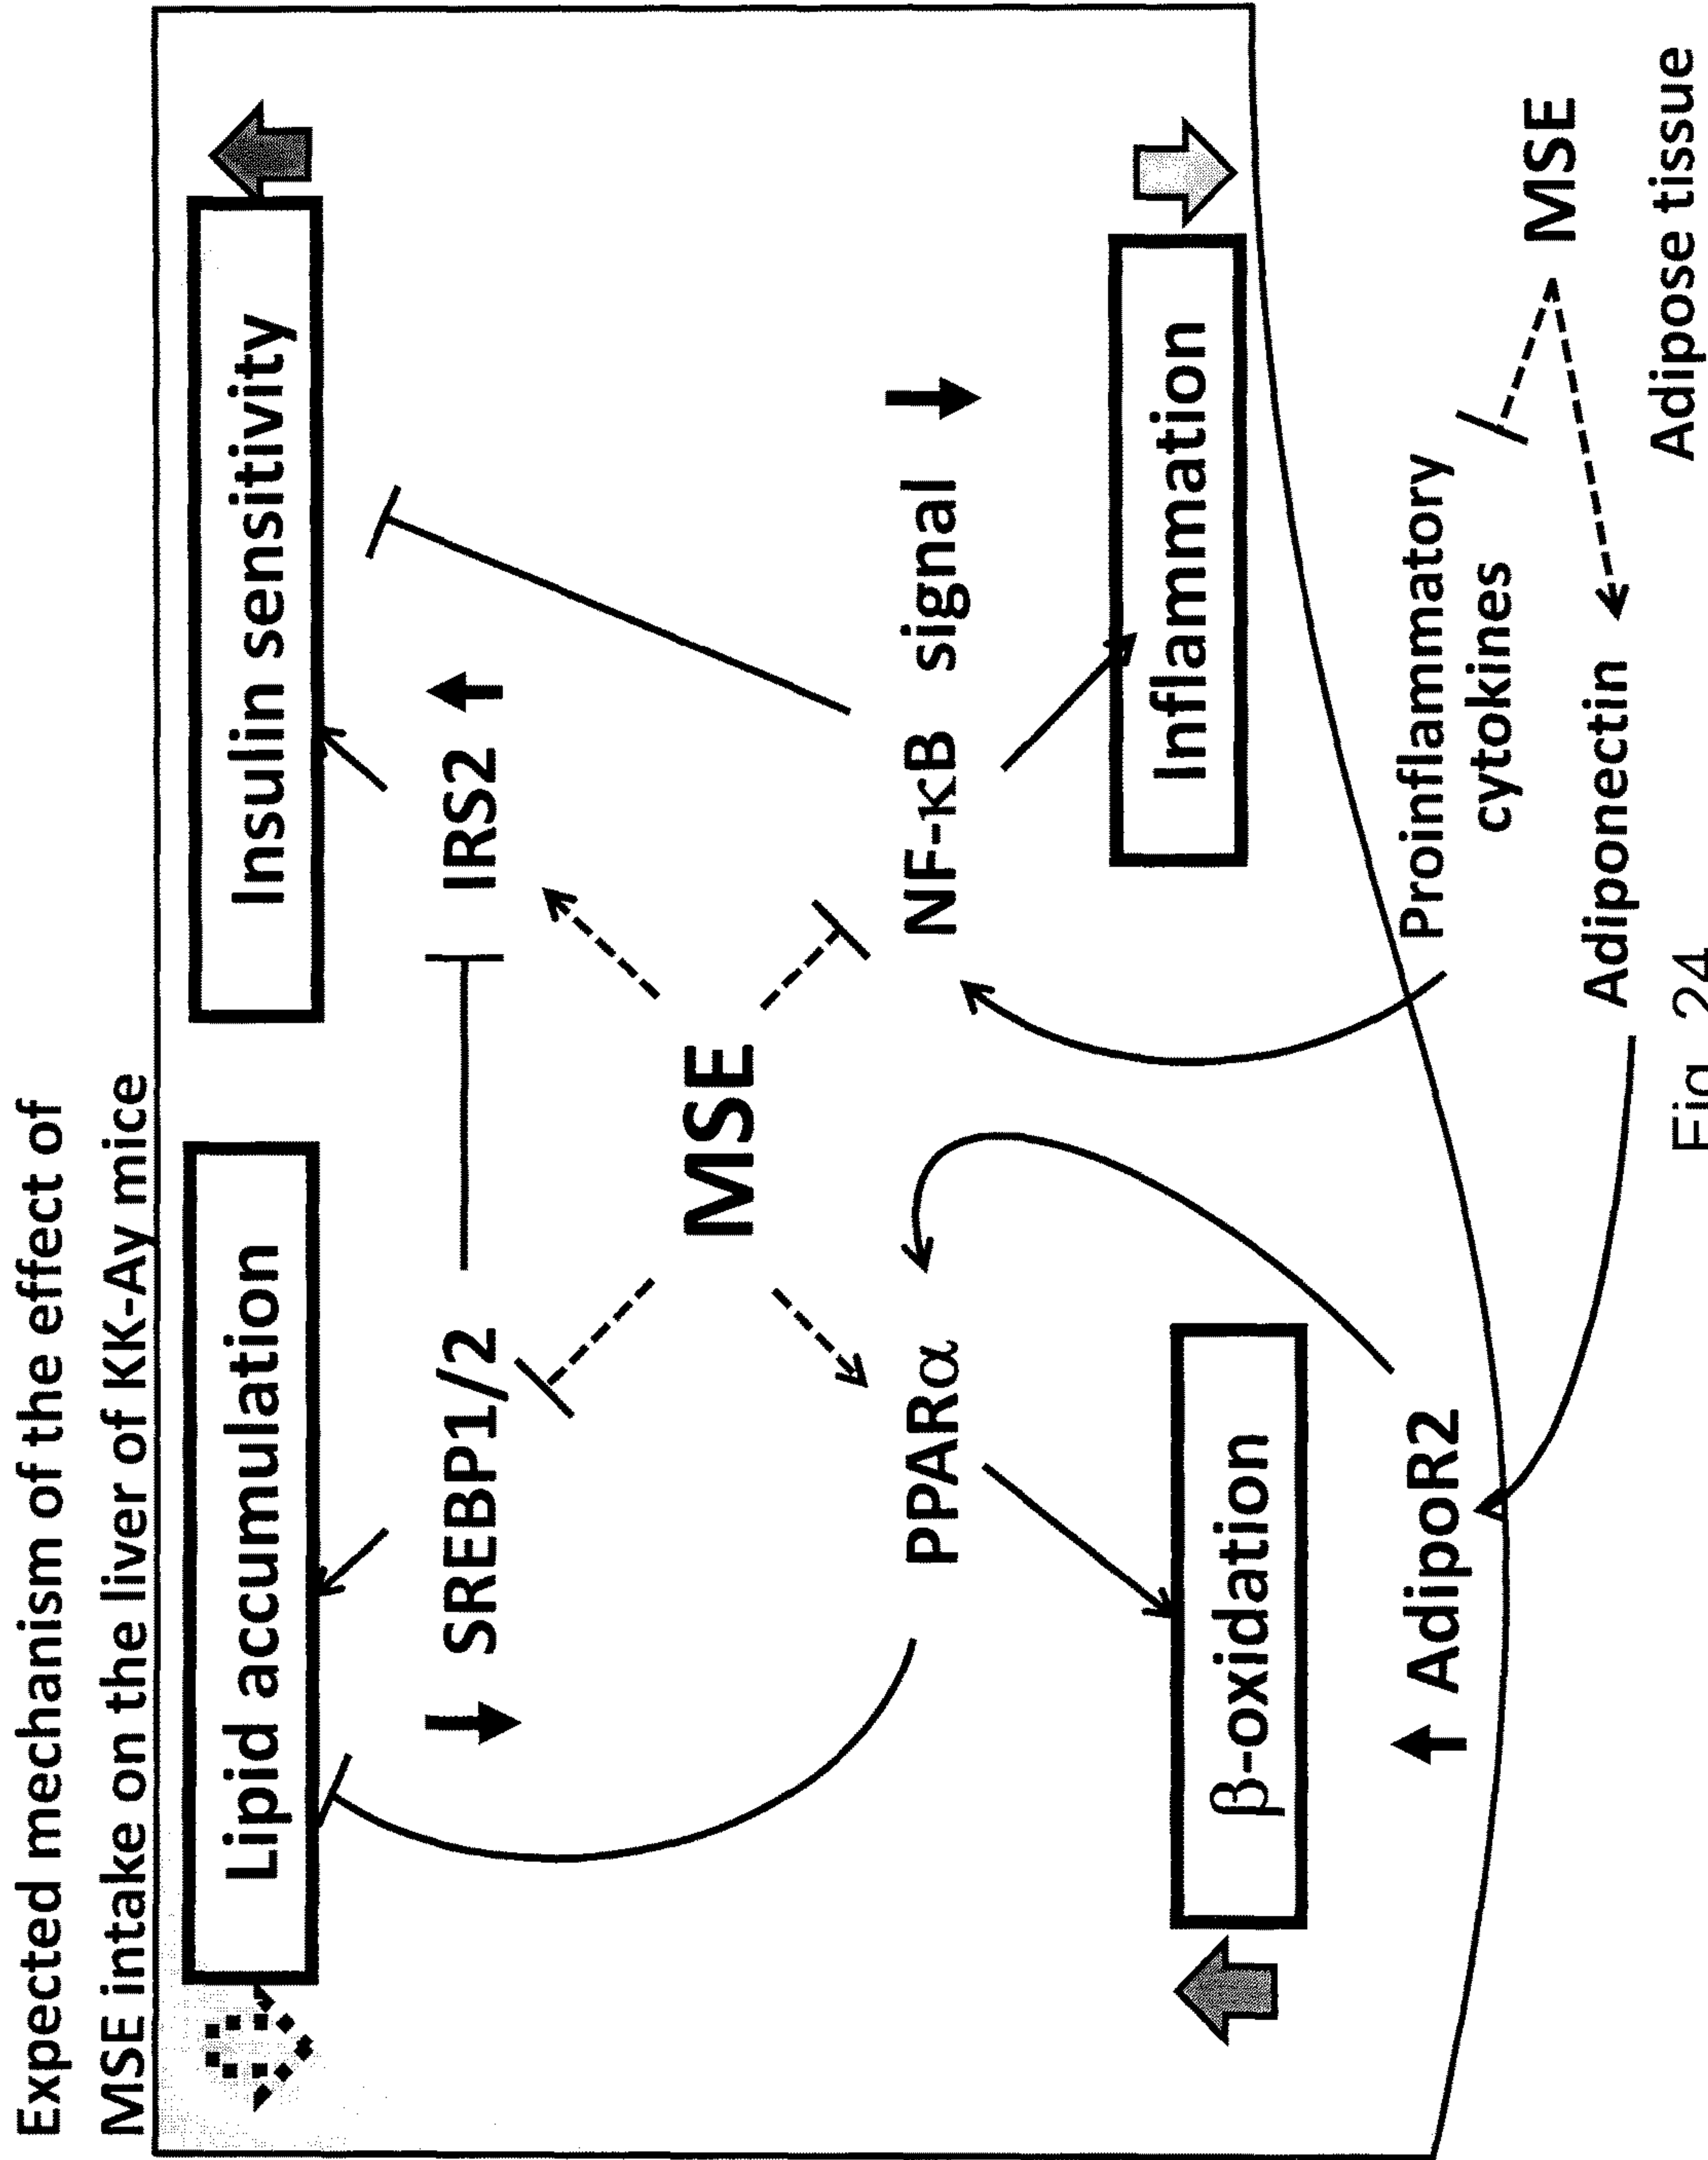 Expected mechanism of the effect of
MSE intake on the liver of KK-Ay mice
Lipid accumulation
Insulin sensitivity
SREBP1/2
IRS2
MSE
PPARα
NF-κB signal
β-oxidation
Inflammation
AdipoR2
Proinflammatory
cytokines
MSE
Adiponectin
Adipose tissue
Fig. 24